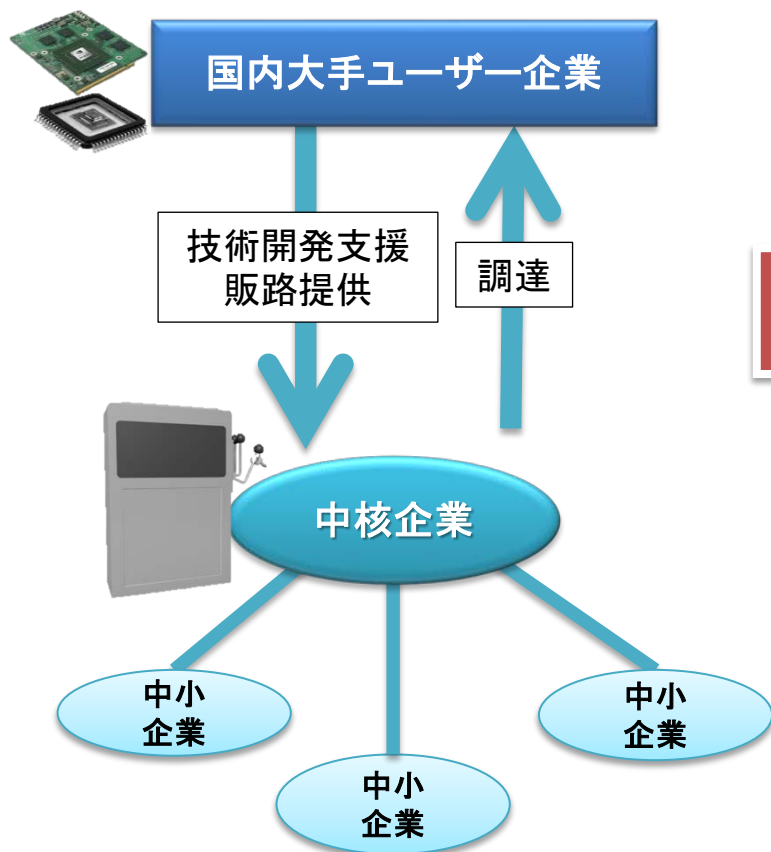 国内大手ユーザー企業
技術開発支援
販路提供
調達
中核企業
中小
企業
中小
企業
中小
企業